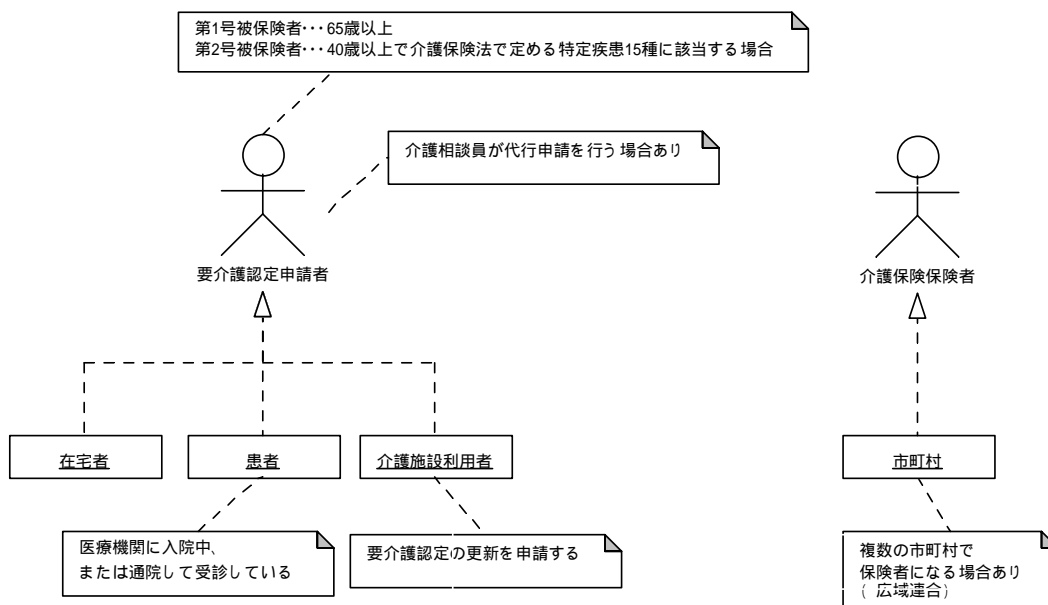 第1号被保険者･･･65歳以上
第2号被保険者･･･40歳以上で介護保険法で定める特定疾患15種に該当する場合
介護相談員が代行申請を行う場合あり
要介護認定申請者
介護保険保険者
在宅者
患者
介護施設利用者
市町村
医療機関に入院中、
または通院して受診している
要介護認定の更新を申請する
複数の市町村で
保険者になる場合あり
(広域連合)